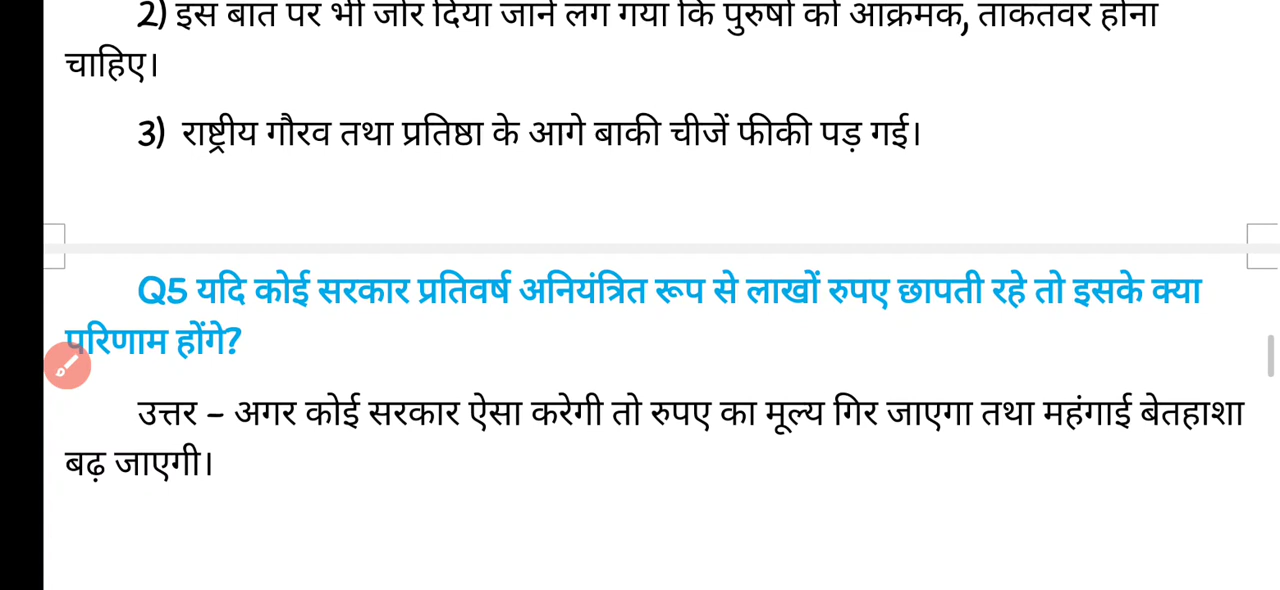 2) इस बात पर भी जोर दिया जाने लग गया कि पुरुषों को आक्रमक, ताकतवर होना
चाहिए।
3) राष्ट्रीय गौरव तथा प्रतिष्ठा के आगे बाकी चीजें फीकी पड़ गई।
Q5 यदि कोई सरकार प्रतिवर्ष अनियंत्रित रूप से लाखों रुपए छापती रहे तो इसके क्या
परिणाम होंगे?
उत्तर – अगर कोई सरकार ऐसा करेगी तो रुपए का मूल्य गिर जाएगा तथा महंगाई बेतहाशा
बढ़ जाएगी।